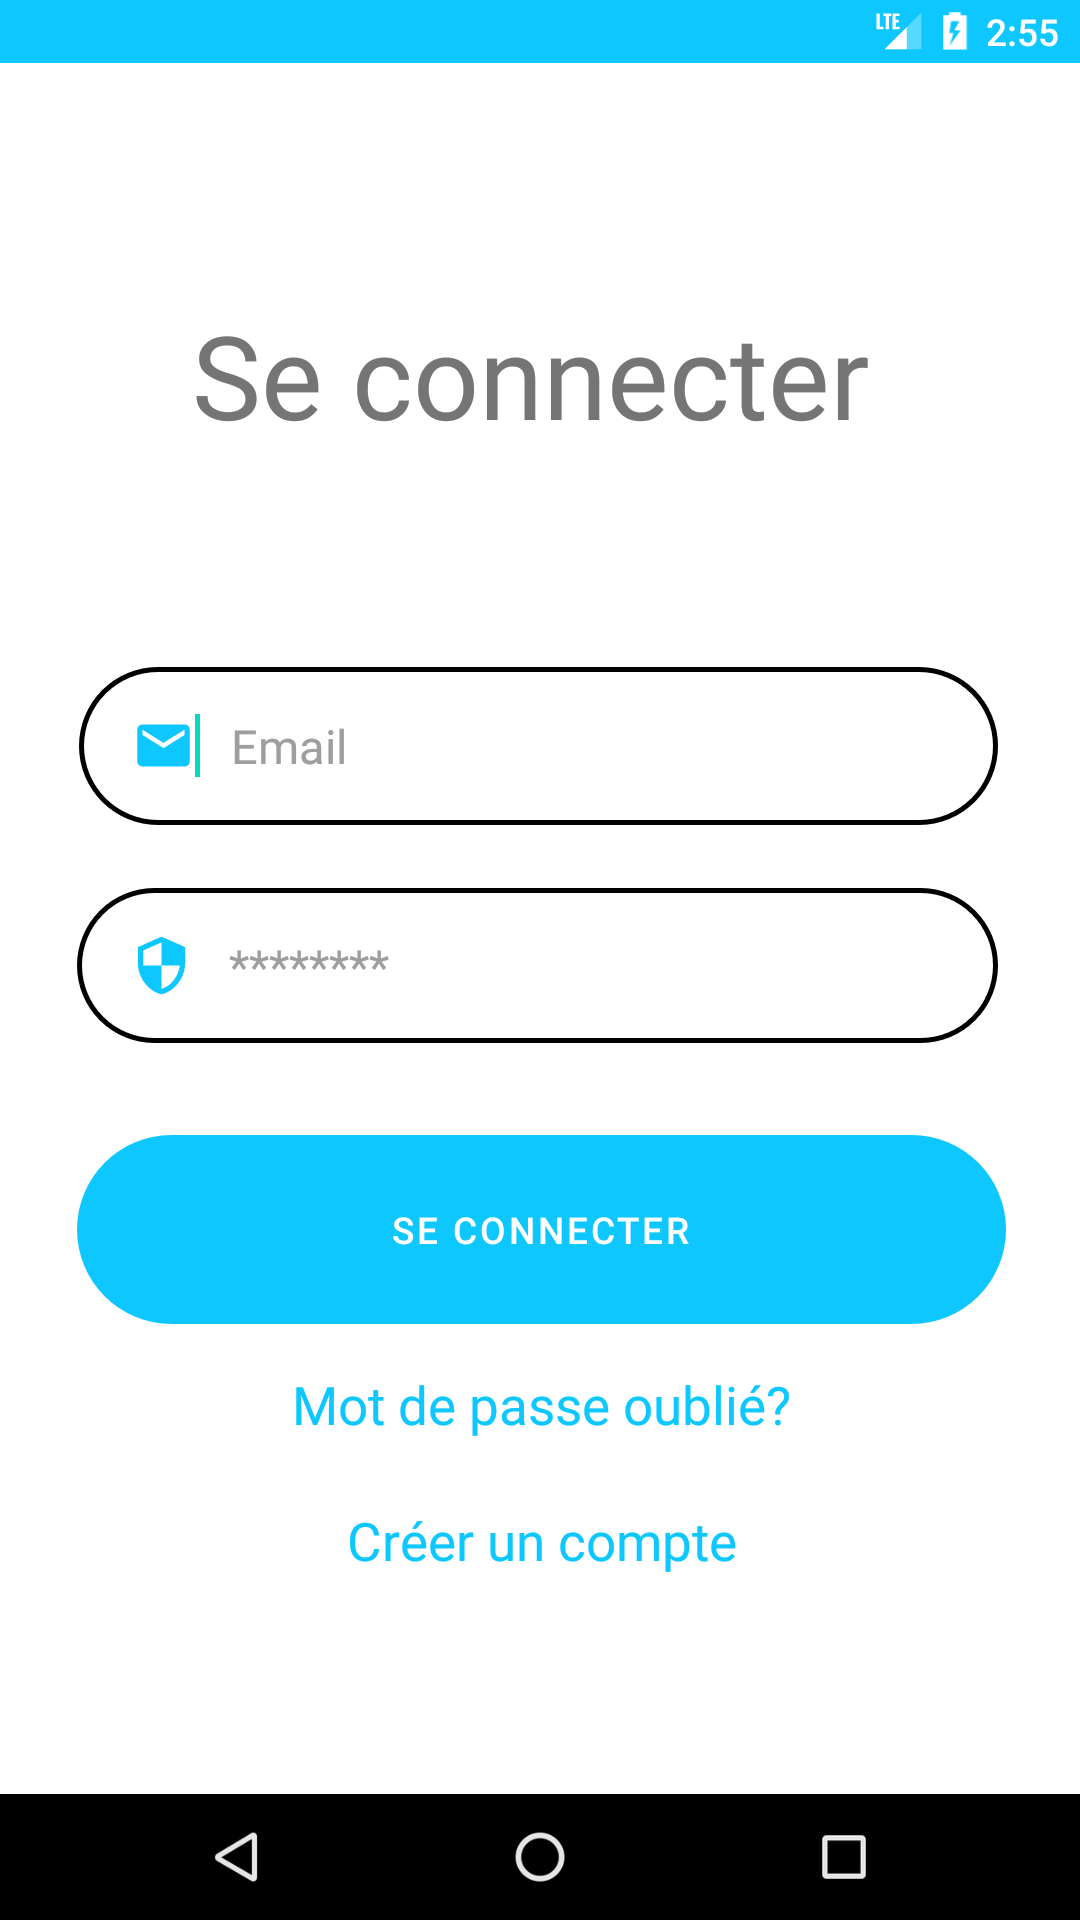 LTE 2:55
Se connecter
Email
********
SE CONNECTER
Mot de passe oublié?
Créer un compte